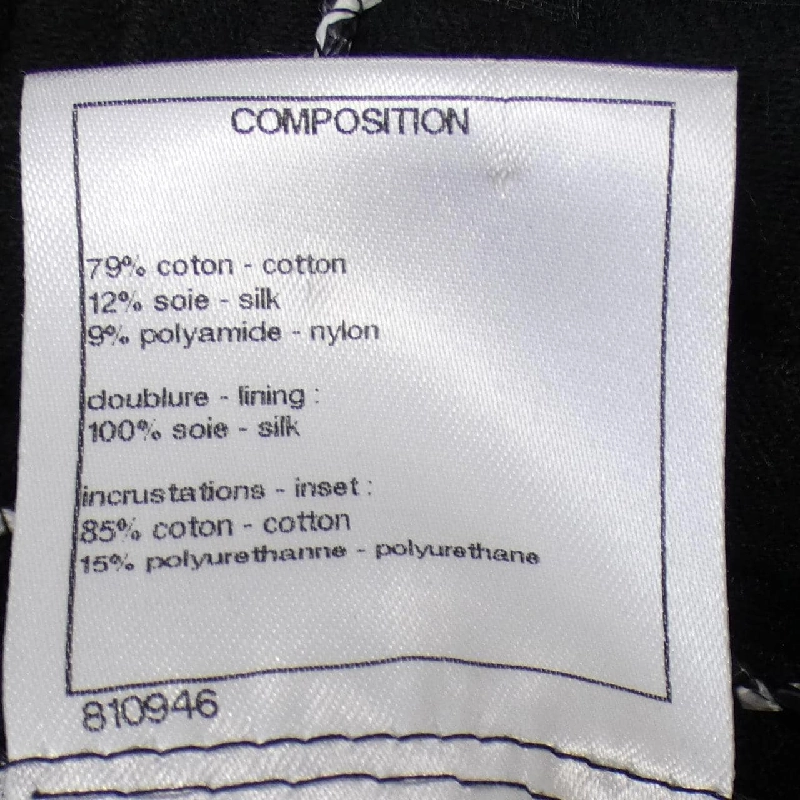 COMPOSITION
79% coton - cotton
12% soie - silk
9% polyamide - nylon
doublure - lining :
100% soie - silk
incrustations - inset :
85% coton - cotton
15% polyurethanne - polyurethane
810946